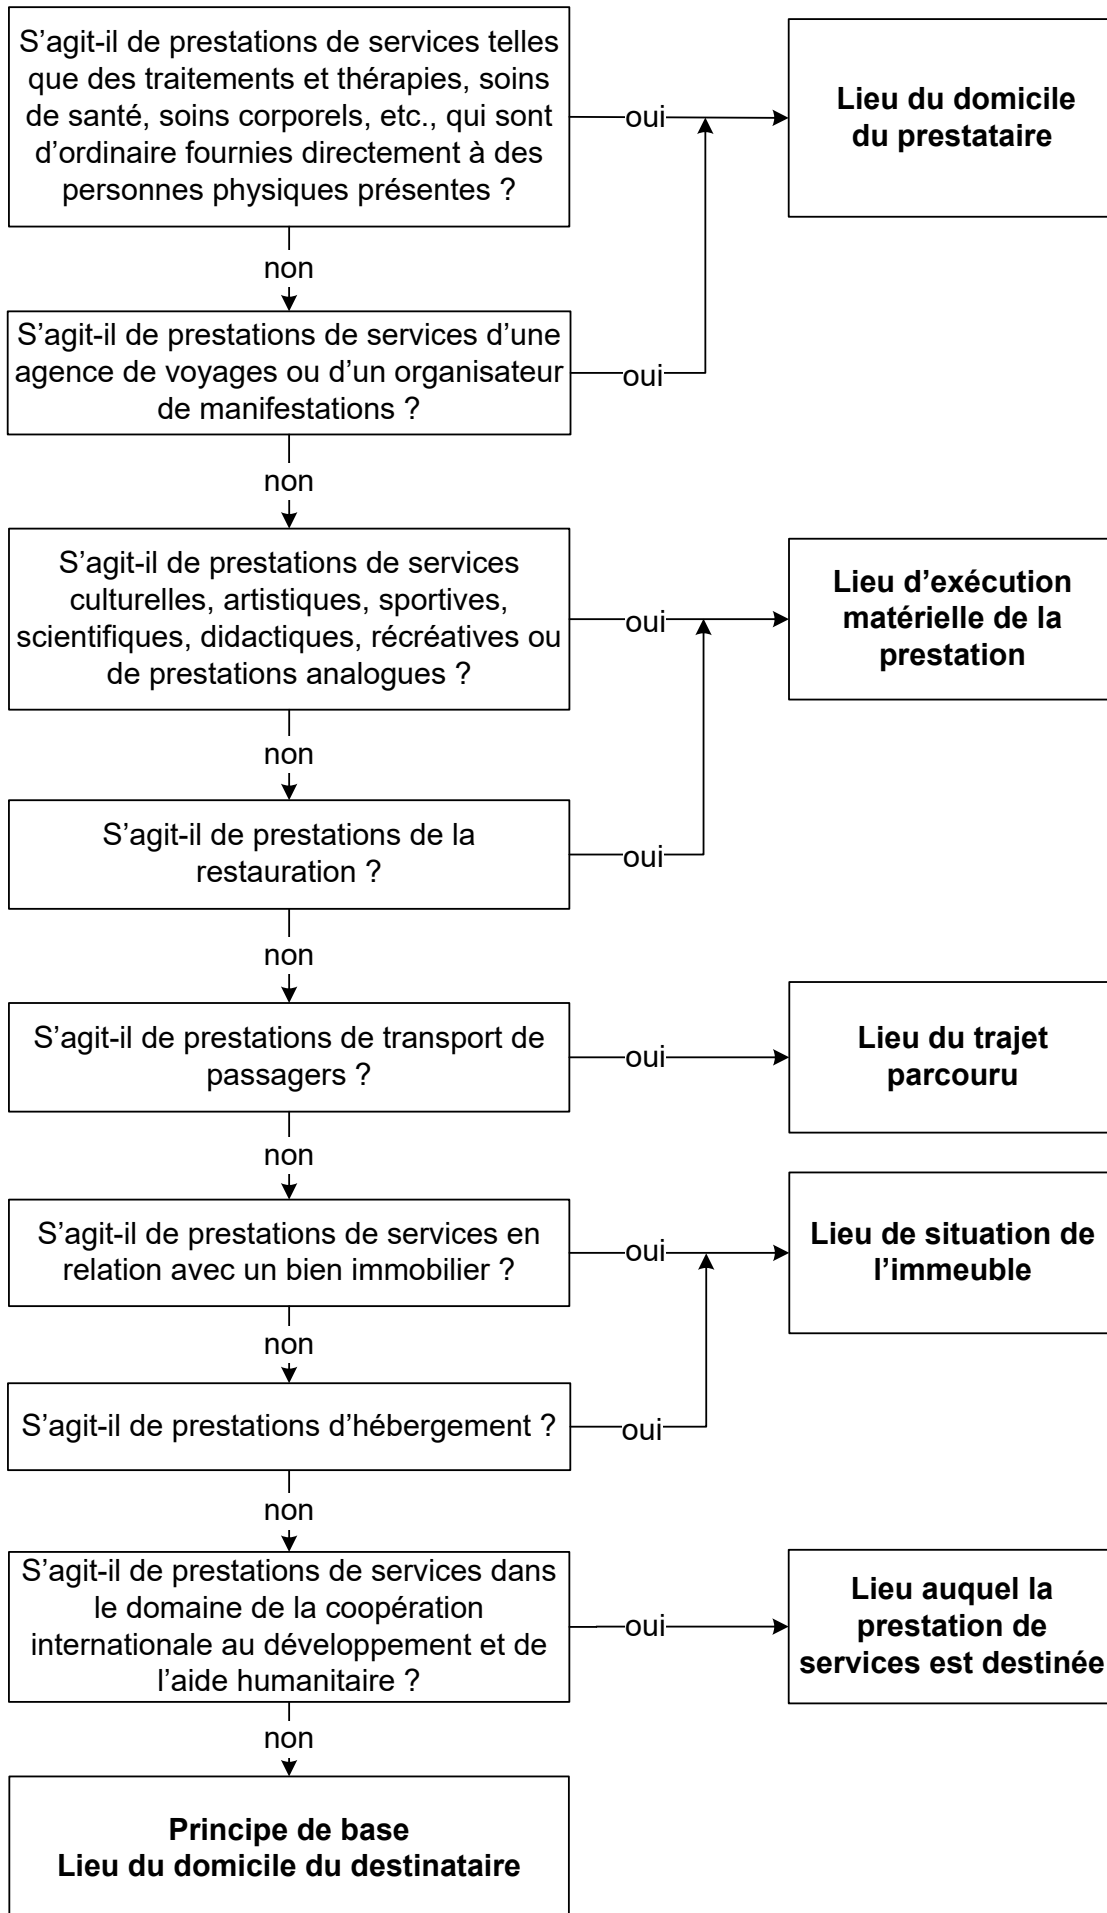 S’agit-il de prestations de services telles
que des traitements et thérapies, soins
de santé, soins corporels, etc., qui sont
d’ordinaire fournies directement à des
personnes physiques présentes ?
oui
Lieu du domicile
du prestataire
non
S’agit-il de prestations de services d’une
agence de voyages ou d’un organisateur
de manifestations ?
oui
non
S’agit-il de prestations de services
culturelles, artistiques, sportives,
scientifiques, didactiques, récréatives ou
de prestations analogues ?
oui
Lieu d’exécution
matérielle de la
prestation
non
S’agit-il de prestations de la
restauration ?
oui
non
S’agit-il de prestations de transport de
passagers ?
oui
Lieu du trajet
parcouru
non
S’agit-il de prestations de services en
relation avec un bien immobilier ?
oui
Lieu de situation de
l’immeuble
non
S’agit-il de prestations d’hébergement ?
oui
non
S’agit-il de prestations de services dans
le domaine de la coopération
internationale au développement et de
l’aide humanitaire ?
oui
Lieu auquel la
prestation de
services est destinée
non
Principe de base
Lieu du domicile du destinataire